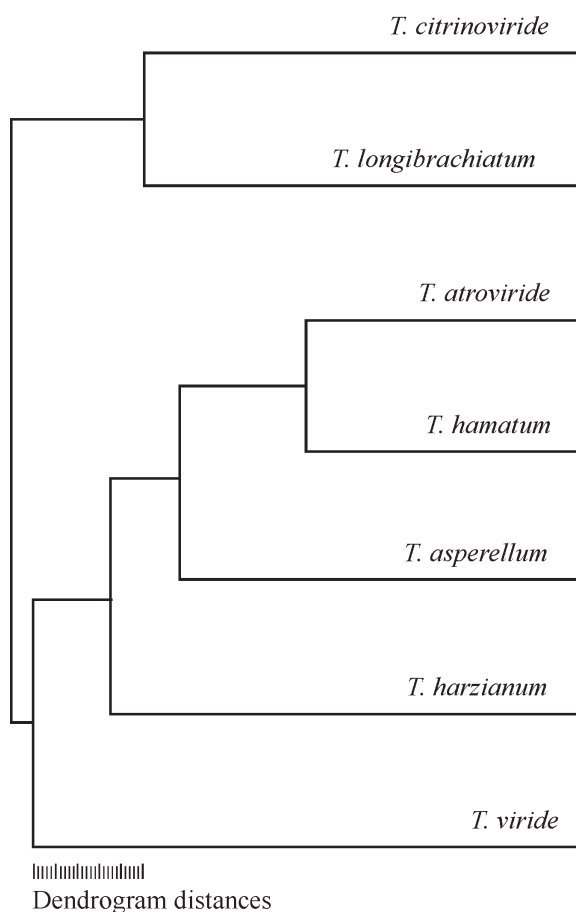 T. citrinoviride
T. longibrachiatum
T. atroviride
T. hamatum
T. asperellum
T. harzianum
T. viride
Dendrogram distances